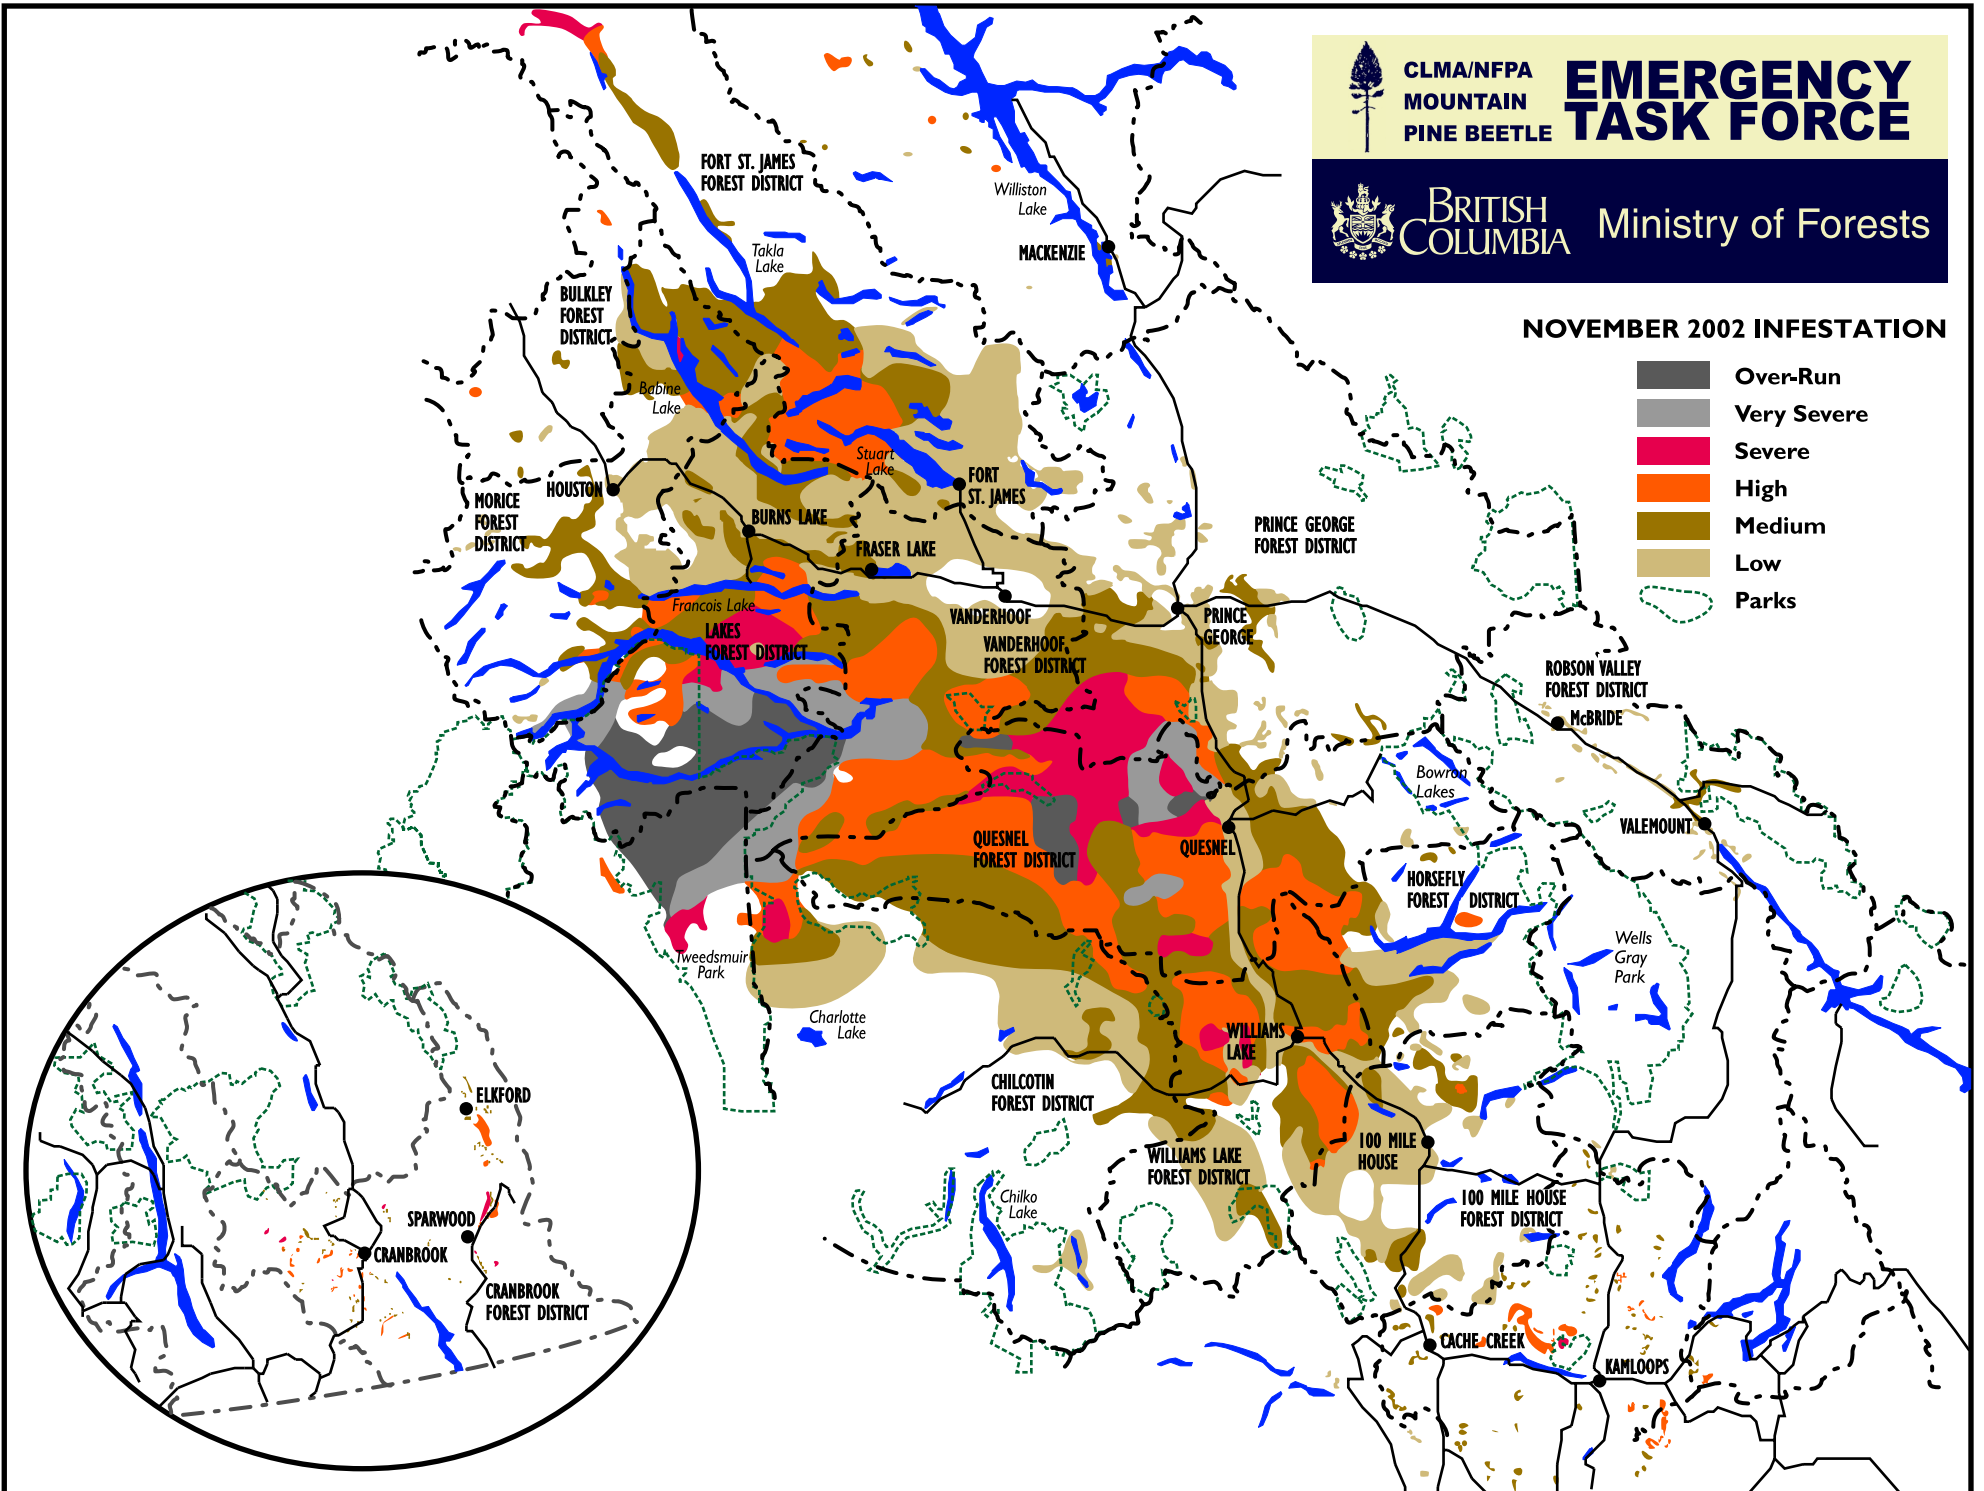 CLMA/NFPA
MOUNTAIN
PINE BEETLE
EMERGENCY
TASK FORCE
BRITISH
COLUMBIA
Ministry of Forests
NOVEMBER 2002 INFESTATION
Over-Run
Very Severe
Severe
High
Medium
Low
Parks
FORT ST. JAMES
FOREST DISTRICT
Williston
Lake
MACKENZIE
Takla
Lake
BULKLEY
FOREST
DISTRICT
Babine
Lake
Stuart
Lake
FORT
ST. JAMES
HOUSTON
MORICE
FOREST
DISTRICT
BURNS LAKE
FRASER LAKE
PRINCE GEORGE
FOREST DISTRICT
Francois Lake
LAKES
FOREST DISTRICT
VANDERHOOF
VANDERHOOF
FOREST DISTRICT
PRINCE
GEORGE
ROBSON VALLEY
FOREST DISTRICT
McBRIDE
Bowron
Lakes
VALEMOUNT
QUESNEL
FOREST DISTRICT
QUESNEL
HORSEFLY
FOREST DISTRICT
Wells
Gray
Park
Tweedsmuir
Park
Charlotte
Lake
WILLIAMS
LAKE
CHILCOTIN
FOREST DISTRICT
100 MILE
HOUSE
WILLIAMS LAKE
FOREST DISTRICT
Chilko
Lake
100 MILE HOUSE
FOREST DISTRICT
CACHE CREEK
KAMLOOPS
ELKFORD
SPARWOOD
CRANBROOK
CRANBROOK
FOREST DISTRICT